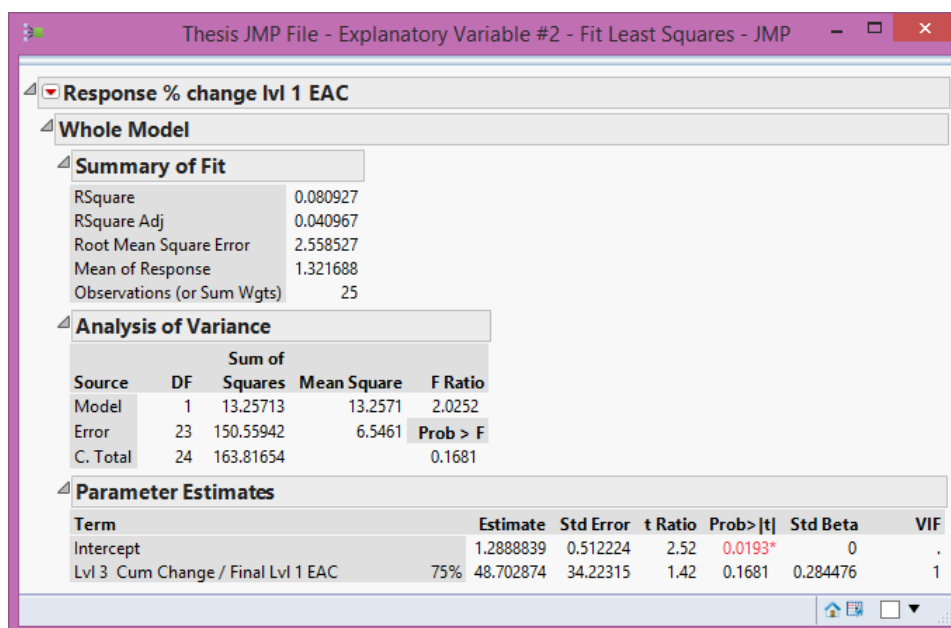 Thesis JMP File - Explanatory Variable #2 - Fit Least Squares - JMP
Response % change lvl 1 EAC
Whole Model
Summary of Fit
RSquare 0.080927
RSquare Adj 0.040967
Root Mean Square Error 2.558527
Mean of Response 1.321688
Observations (or Sum Wgts) 25
Analysis of Variance
Sum of
Source DF Squares Mean Square F Ratio
Model 1 13.25713 13.2571 2.0252
Error 23 150.55942 6.5461 Prob > F
C. Total 24 163.81654 0.1681
Parameter Estimates
Term Estimate Std Error t Ratio Prob>|t| Std Beta VIF
Intercept 1.2888839 0.512224 2.52 0.0193* 0 .
Lvl 3 Cum Change / Final Lvl 1 EAC 75% 48.702874 34.22315 1.42 0.1681 0.284476 1